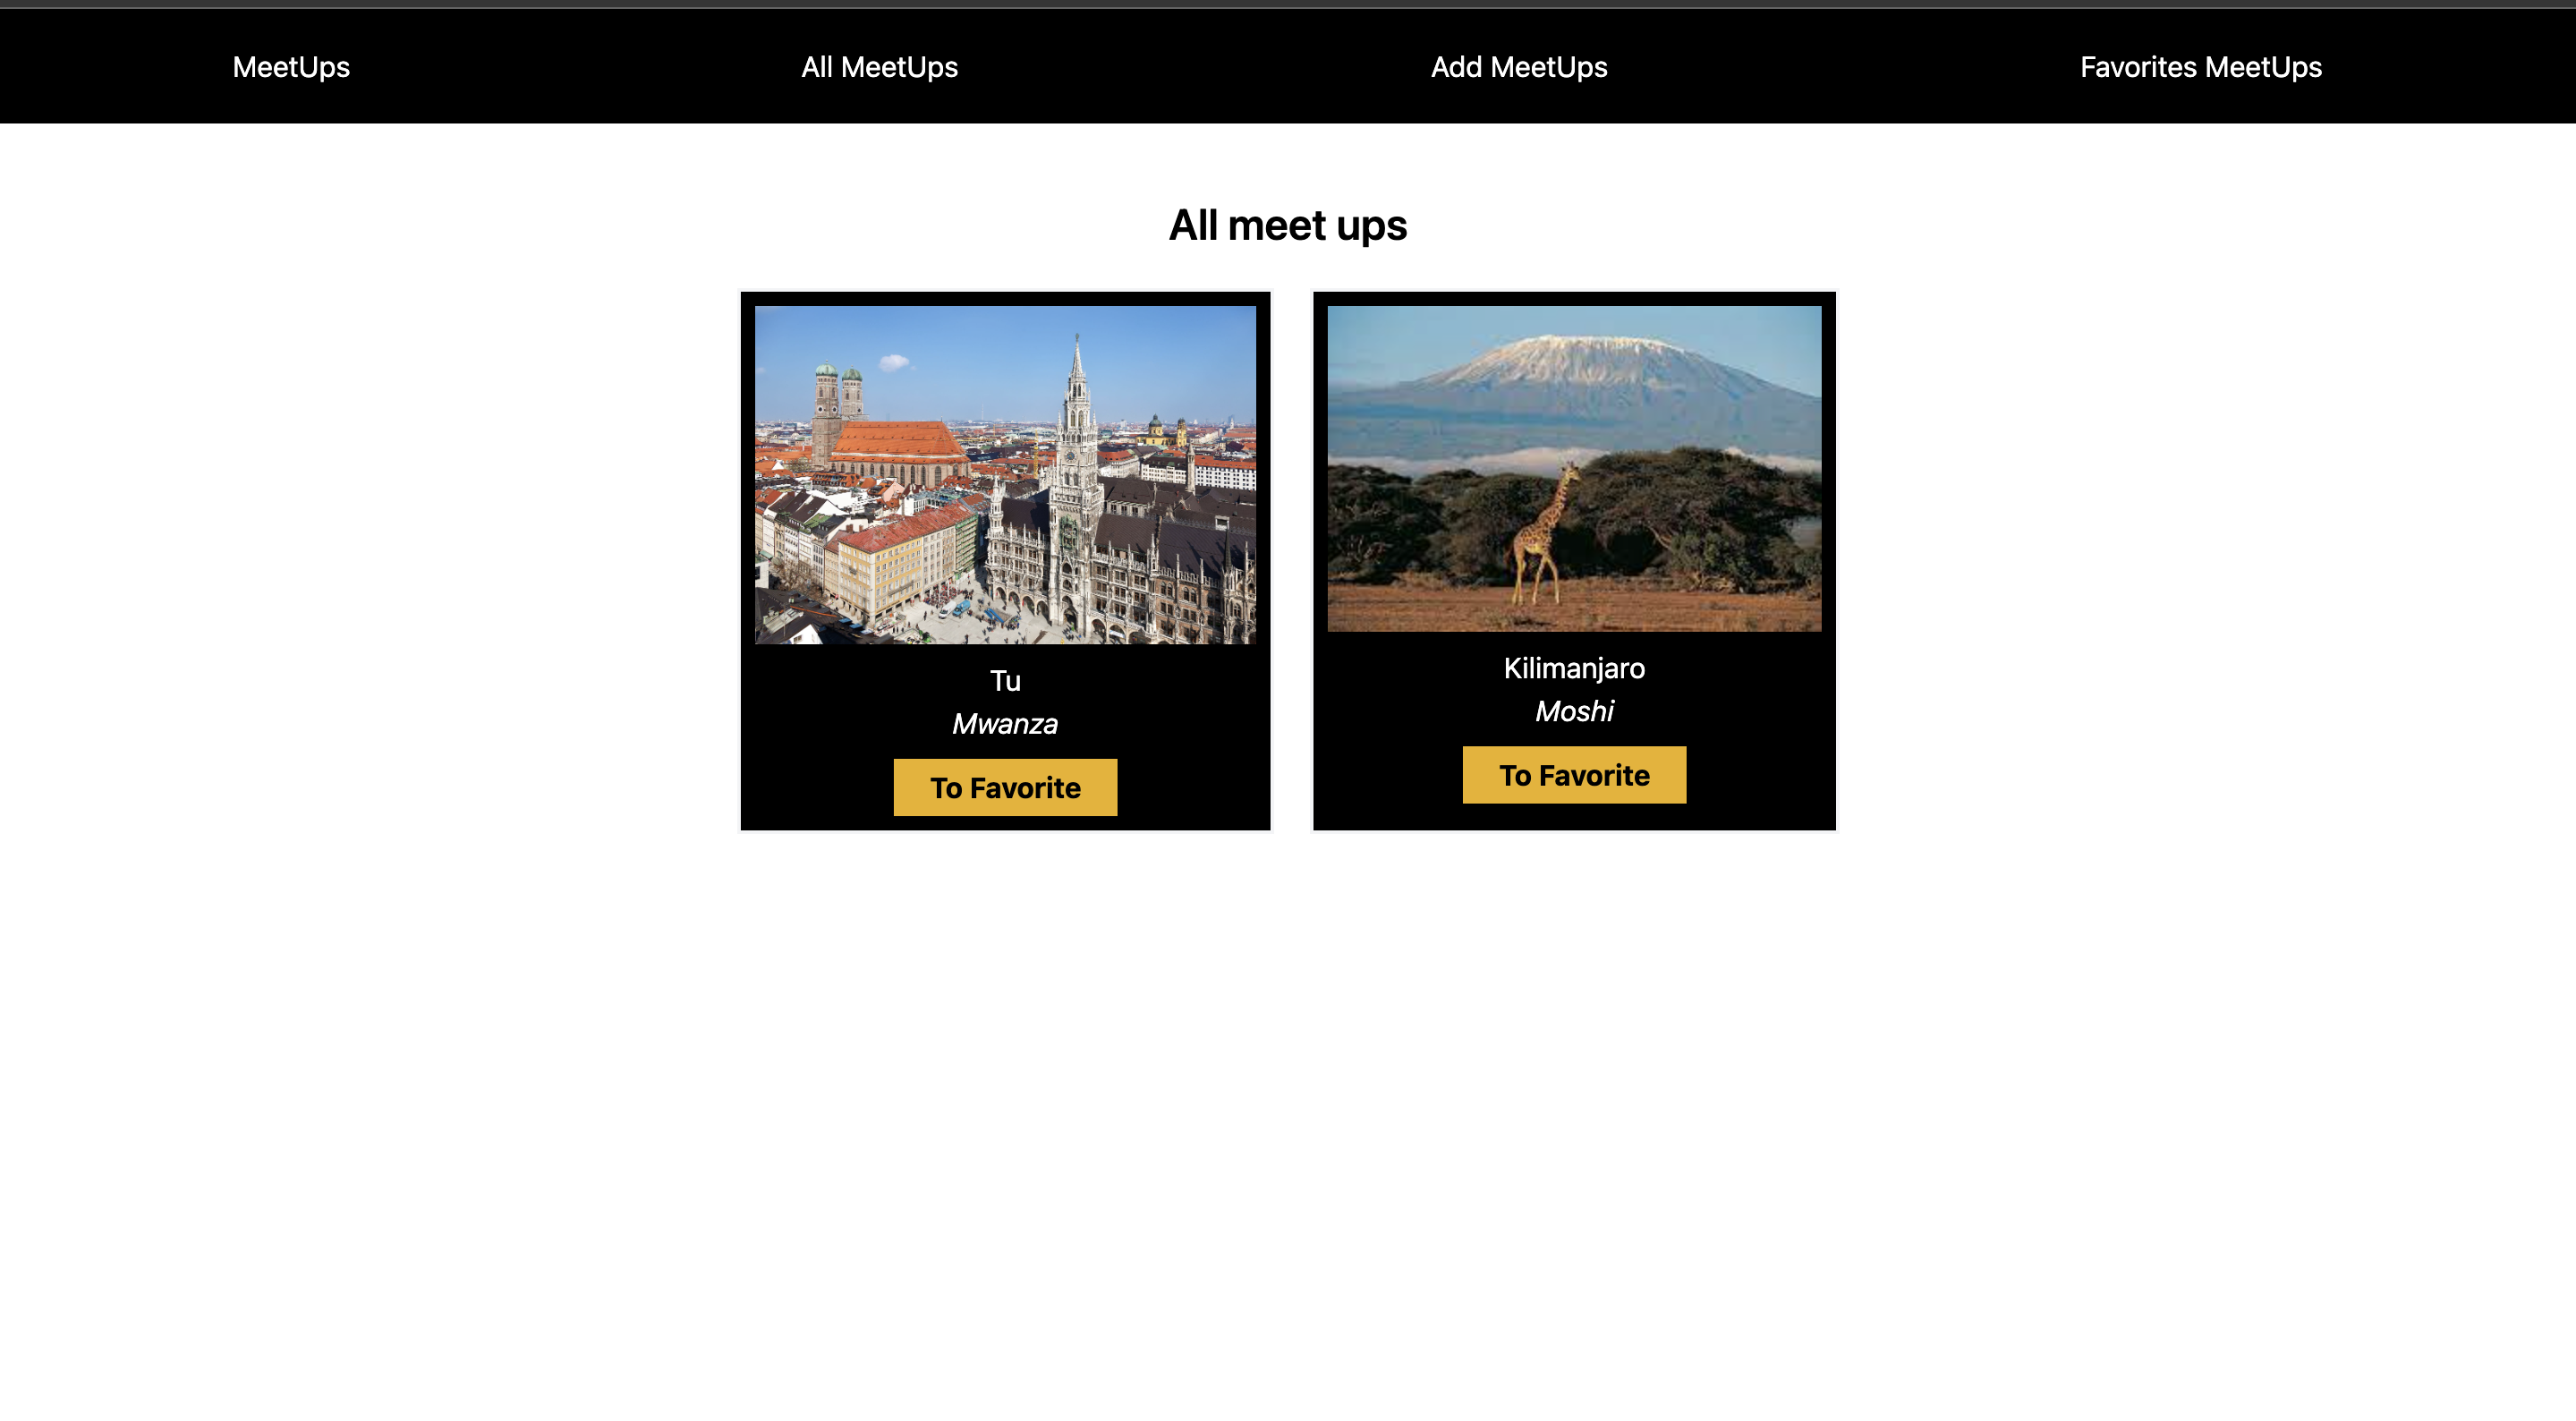 MeetUps
All MeetUps
Add MeetUps
Favorites MeetUps
All meet ups
Tu
Mwanza
To Favorite
Kilimanjaro
Moshi
To Favorite